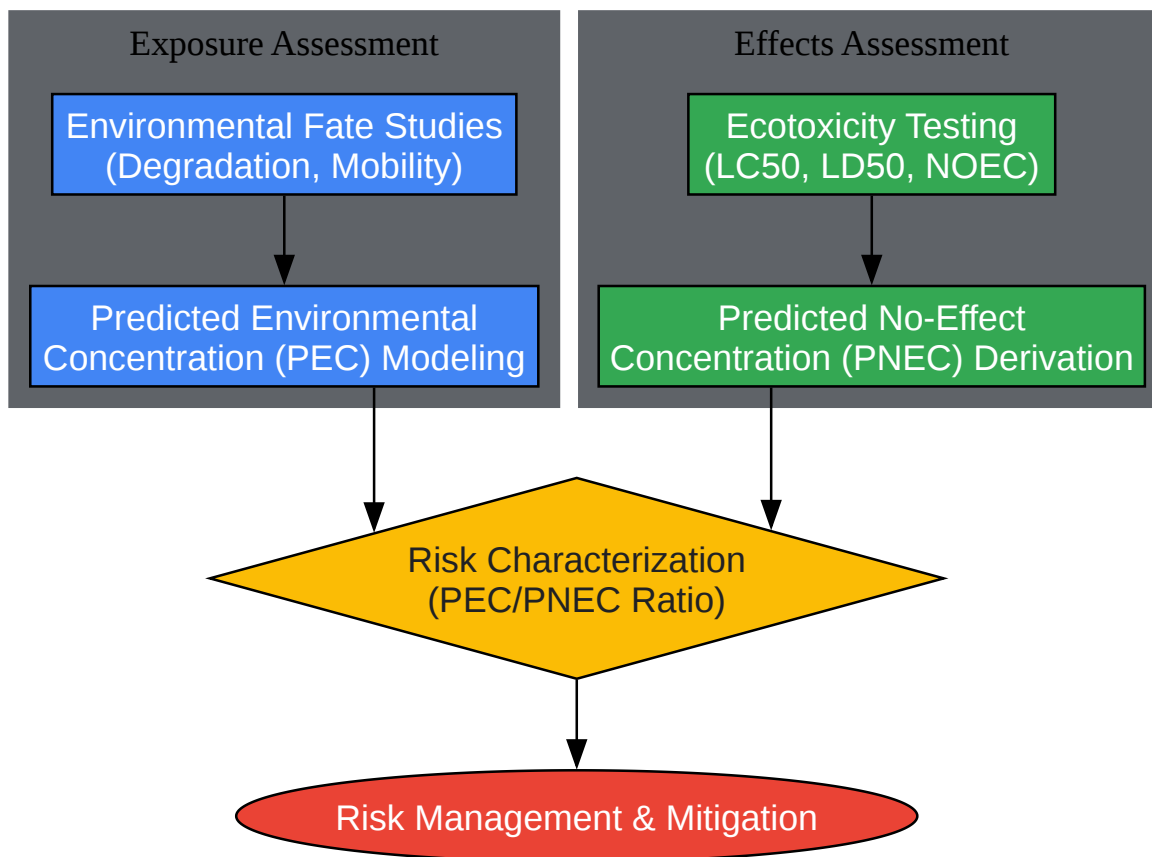 Exposure Assessment
Environmental Fate Studies
(Degradation, Mobility)
Predicted Environmental
Concentration (PEC) Modeling
Effects Assessment
Ecotoxicity Testing
(LC50, LD50, NOEC)
Predicted No-Effect
Concentration (PNEC) Derivation
Risk Characterization
(PEC/PNEC Ratio)
Risk Management & Mitigation